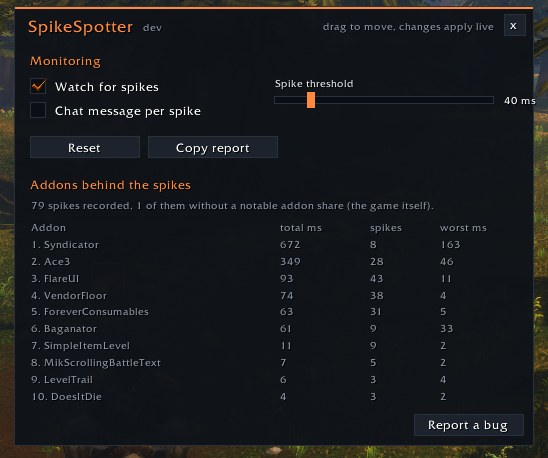 SpikeSpotter dev drag to move, changes apply live x
Monitoring
Watch for spikes
Spike threshold
40 ms
Chat message per spike
Reset Copy report
Addons behind the spikes
79 spikes recorded, 1 of them without a notable addon share (the game itself).
Addon total ms spikes worst ms
1. Syndicator 672 8 163
2. Ace3 349 28 46
3. FlareUI 93 43 11
4. VendorFloor 74 38 4
5. ForeverConsumables 63 31 5
6. Baganator 61 9 33
7. SimpleItemLevel 11 9 2
8. MikScrollingBattleText 7 5 2
9. LevelTrail 6 3 4
10. DoesItDie 4 3 2
Report a bug